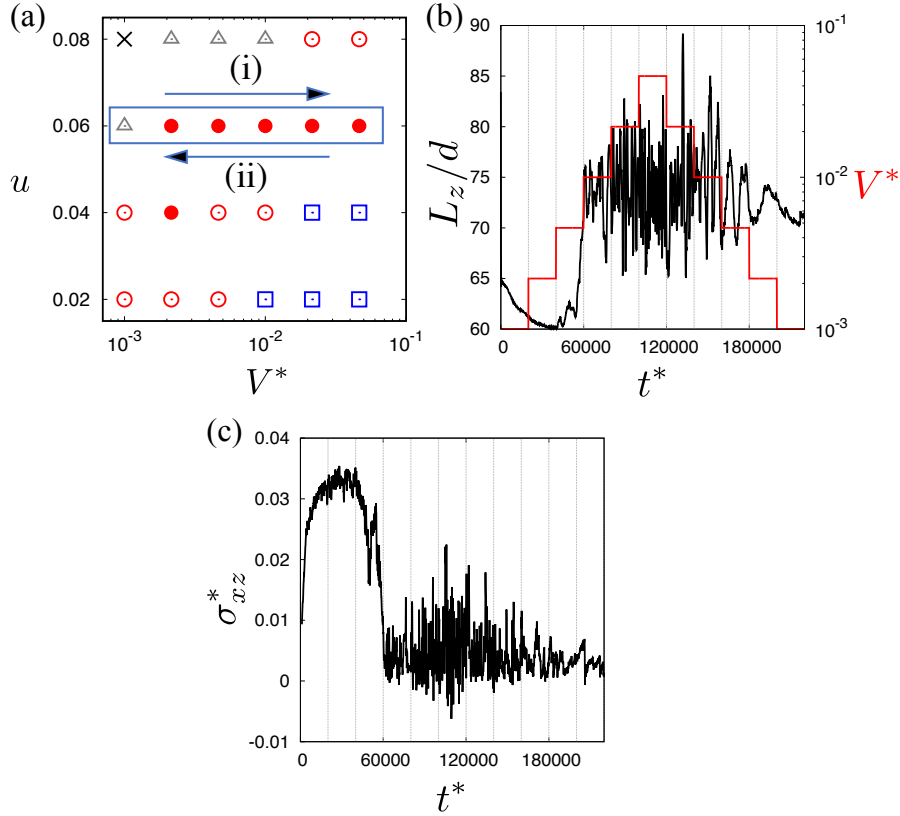 (a)
0.08
0.06
0.04
0.02
u
(i)
(ii)
10^-3
10^-2
10^-1
V*
(b)
90
85
80
75
70
65
60
L_z/d
10^-1
10^-2
10^-3
V*
0
60000
120000
180000
t*
(c)
0.04
0.03
0.02
0.01
0
-0.01
σ*_xz
0
60000
120000
180000
t*